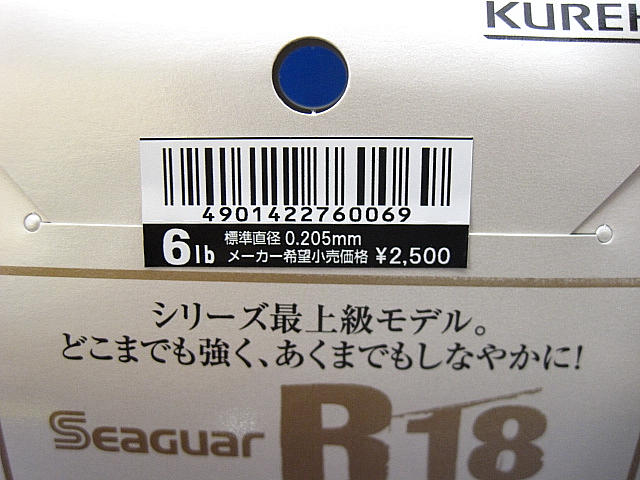 KUREH
4901422760069
6lb 標準直径 0.205mm
メーカー希望小売価格 ¥2,500
シリーズ最上級モデル。
どこまでも強く、あくまでもしなやかに!
Seaguar R18